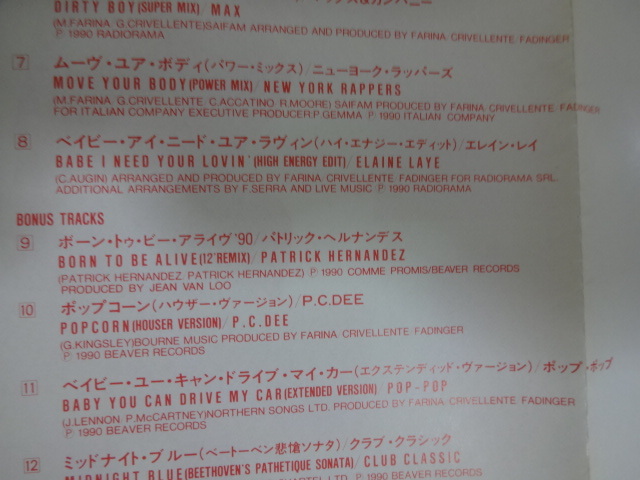 DIRTY BOY(SUPER MIX)/MAX
(M.FARINA G.CRIVELLENTE)SAIFAM ARRANGED AND PRODUCED BY FARINA. CRIVELLENTE. FADINGER
Ⓟ 1990 RADIORAMA
7 ムーヴ・ユア・ボディ(パワー・ミックス)/ニューヨーク・ラッパーズ
MOVE YOUR BODY(POWER MIX)/NEW YORK RAPPERS
(M.FARINA G.CRIVELLENTE C.ACCATINO R.MOORE) SAIFAM PRODUCED BY FARINA. CRIVELLENTE. FADINGER
FOR ITALIAN COMPANY EXECUTIVE PRODUCER:P.GEMMA Ⓟ 1990 ITALIAN COMPANY
8 ベイビー・アイ・ニード・ユア・ラヴィン(ハイ・エナジー・エディット)/エレイン・レイ
BABE I NEED YOUR LOVIN'(HIGH ENERGY EDIT)/ELAINE LAYE
(C.AUGIN) ARRANGED AND PRODUCED BY FARINA. CRIVELLENTE. FADINGER FOR RADIORAMA SRL.
ADDITIONAL ARRANGEMENTS BY F.SERRA AND LIVE MUSIC Ⓟ 1990 RADIORAMA
BONUS TRACKS
9 ボーン・トゥ・ビー・アライヴ'90/パトリック・ヘルナンデス
BORN TO BE ALIVE(12"REMIX)/PATRICK HERNANDEZ
(PATRICK HERNANDEZ. PATRICK HERNANDEZ) Ⓟ 1990 COMME PROMIS/BEAVER RECORDS
PRODUCED BY JEAN VAN LOO
10 ポップコーン(ハウザー・ヴァージョン)/P.C.DEE
POPCORN(HOUSER VERSION)/P.C.DEE
(G.KINGSLEY)BOURNE MUSIC PRODUCED BY FARINA. CRIVELLENTE. FADINGER
Ⓟ 1990 BEAVER RECORDS
11 ベイビー・ユー・キャン・ドライブ・マイ・カー(エクステンディッド・ヴァージョン)/ポップ・ポップ
BABY YOU CAN DRIVE MY CAR(EXTENDED VERSION)/POP-POP
(J.LENNON P.McCARTNEY)NORTHERN SONGS LTD. PRODUCED BY FARINA. CRIVELLENTE. FADINGER
Ⓟ 1990 BEAVER RECORDS
12 ミッドナイト・ブルー(ベートーベン悲愴ソナタ)/クラブ・クラシック
MIDNIGHT BLUE(BEETHOVEN'S PATHETIQUE SONATA)/CLUB CLASSIC